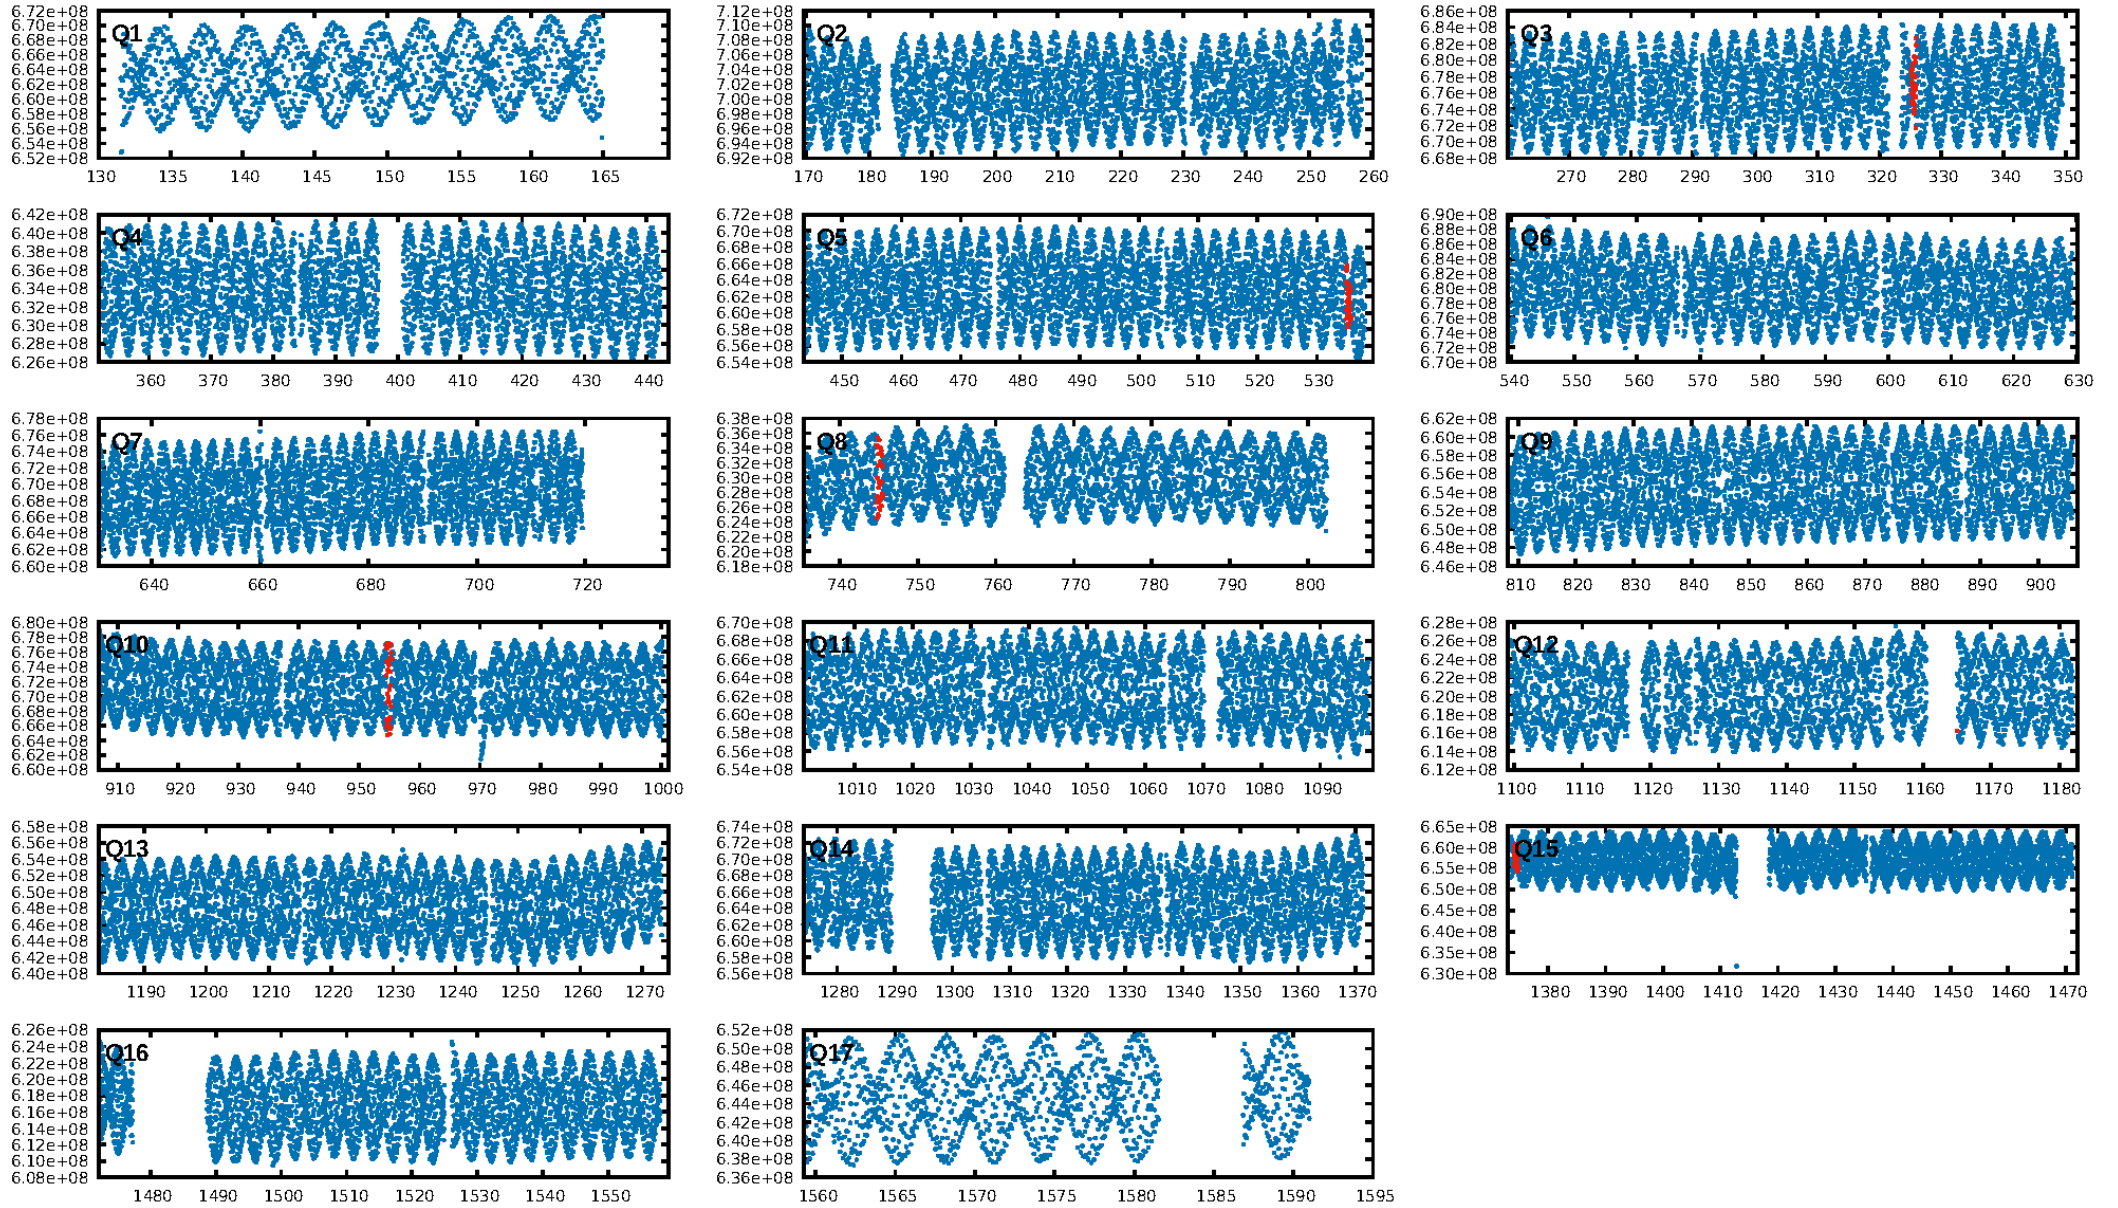 6.72e+08
6.70e+08
6.68e+08
6.66e+08
6.64e+08
6.62e+08
6.60e+08
6.58e+08
6.56e+08
6.54e+08
6.52e+08
Q1
130 135 140 145 150 155 160 165
7.12e+08
7.10e+08
7.08e+08
7.06e+08
7.04e+08
7.02e+08
7.00e+08
6.98e+08
6.96e+08
6.94e+08
6.92e+08
Q2
170 180 190 200 210 220 230 240 250 260
6.86e+08
6.84e+08
6.82e+08
6.80e+08
6.78e+08
6.76e+08
6.74e+08
6.72e+08
6.70e+08
6.68e+08
Q3
270 280 290 300 310 320 330 340 350
6.42e+08
6.40e+08
6.38e+08
6.36e+08
6.34e+08
6.32e+08
6.30e+08
6.28e+08
6.26e+08
Q4
360 370 380 390 400 410 420 430 440
6.72e+08
6.70e+08
6.68e+08
6.66e+08
6.64e+08
6.62e+08
6.60e+08
6.58e+08
6.56e+08
6.54e+08
Q5
450 460 470 480 490 500 510 520 530
6.90e+08
6.88e+08
6.86e+08
6.84e+08
6.82e+08
6.80e+08
6.78e+08
6.76e+08
6.74e+08
6.72e+08
6.70e+08
Q6
540 550 560 570 580 590 600 610 620 630
6.78e+08
6.76e+08
6.74e+08
6.72e+08
6.70e+08
6.68e+08
6.66e+08
6.64e+08
6.62e+08
6.60e+08
Q7
640 660 680 700 720
6.38e+08
6.36e+08
6.34e+08
6.32e+08
6.30e+08
6.28e+08
6.26e+08
6.24e+08
6.22e+08
6.20e+08
6.18e+08
Q8
740 750 760 770 780 790 800
6.62e+08
6.60e+08
6.58e+08
6.56e+08
6.54e+08
6.52e+08
6.50e+08
6.48e+08
6.46e+08
Q9
810 820 830 840 850 860 870 880 890 900
6.80e+08
6.78e+08
6.76e+08
6.74e+08
6.72e+08
6.70e+08
6.68e+08
6.66e+08
6.64e+08
6.62e+08
6.60e+08
Q10
910 920 930 940 950 960 970 980 990 1000
6.70e+08
6.68e+08
6.66e+08
6.64e+08
6.62e+08
6.60e+08
6.58e+08
6.56e+08
6.54e+08
Q11
1010 1020 1030 1040 1050 1060 1070 1080 1090
6.28e+08
6.26e+08
6.24e+08
6.22e+08
6.20e+08
6.18e+08
6.16e+08
6.14e+08
6.12e+08
Q12
1100 1110 1120 1130 1140 1150 1160 1170 1180
6.58e+08
6.56e+08
6.54e+08
6.52e+08
6.50e+08
6.48e+08
6.46e+08
6.44e+08
6.42e+08
6.40e+08
Q13
1190 1200 1210 1220 1230 1240 1250 1260 1270
6.74e+08
6.72e+08
6.70e+08
6.68e+08
6.66e+08
6.64e+08
6.62e+08
6.60e+08
6.58e+08
6.56e+08
Q14
1280 1290 1300 1310 1320 1330 1340 1350 1360 1370
6.65e+08
6.60e+08
6.55e+08
6.50e+08
6.45e+08
6.40e+08
6.35e+08
6.30e+08
Q15
1380 1390 1400 1410 1420 1430 1440 1450 1460 1470
6.26e+08
6.24e+08
6.22e+08
6.20e+08
6.18e+08
6.16e+08
6.14e+08
6.12e+08
6.10e+08
6.08e+08
Q16
1480 1490 1500 1510 1520 1530 1540 1550
6.52e+08
6.50e+08
6.48e+08
6.46e+08
6.44e+08
6.42e+08
6.40e+08
6.38e+08
6.36e+08
Q17
1560 1565 1570 1575 1580 1585 1590 1595